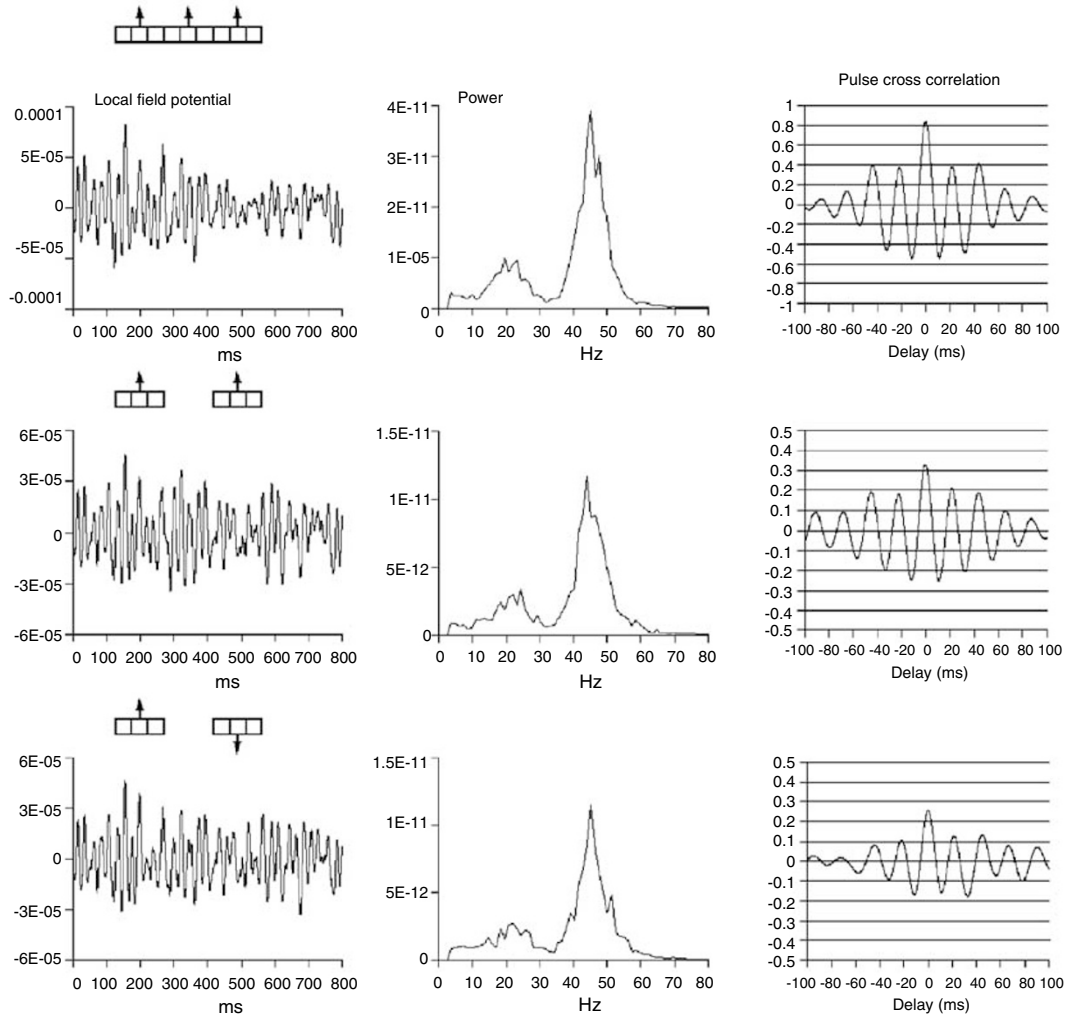 Local field potential
Power
Pulse cross correlation
0.0001
5E-05
0
-5E-05
-0.0001
0 100 200 300 400 500 600 700 800
ms
4E-11
3E-11
2E-11
1E-05
0
0 10 20 30 40 50 60 70 80
Hz
1
0.8
0.6
0.4
0.2
0
-0.2
-0.4
-0.6
-0.8
-1
-100 -80 -60 -40 -20 0 20 40 60 80 100
Delay (ms)
6E-05
3E-05
0
-3E-05
-6E-05
0 100 200 300 400 500 600 700 800
ms
1.5E-11
1E-11
5E-12
0
0 10 20 30 40 50 60 70 80
Hz
0.5
0.4
0.3
0.2
0.1
0
-0.1
-0.2
-0.3
-0.4
-0.5
-100 -80 -60 -40 -20 0 20 40 60 80 100
Delay (ms)
6E-05
3E-05
0
-3E-05
-6E-05
0 100 200 300 400 500 600 700 800
ms
1.5E-11
1E-11
5E-12
0
0 10 20 30 40 50 60 70 80
Hz
0.5
0.4
0.3
0.2
0.1
0
-0.1
-0.2
-0.3
-0.4
-0.5
-100 -80 -60 -40 -20 0 20 40 60 80 100
Delay (ms)